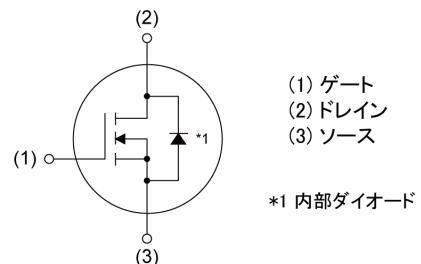 (2)
(1)
*1
(3)
(1) ゲート
(2) ドレイン
(3) ソース
*1 内部ダイオード